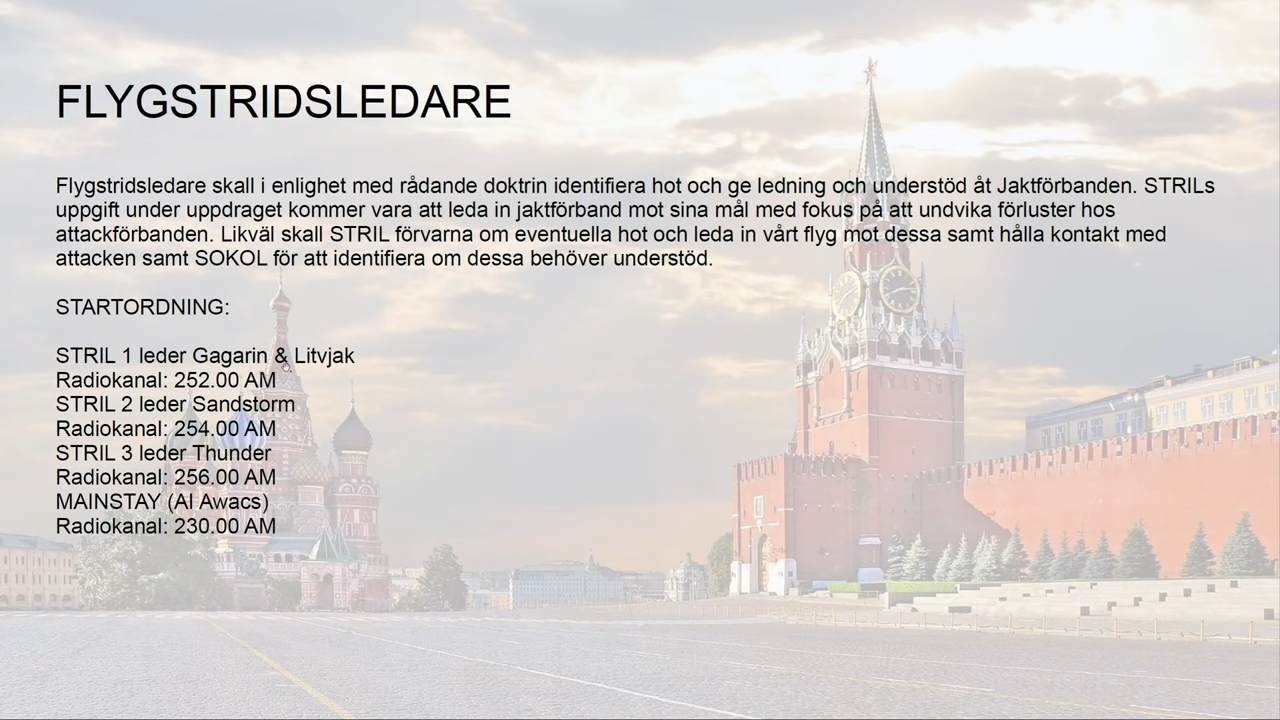 FLYGSTRIDSLEDARE
Flygstridsledare skall i enlighet med rådande doktrin identifiera hot och ge ledning och understöd åt Jaktförbanden. STRILs
uppgift under uppdraget kommer vara att leda in jaktförband mot sina mål med fokus på att undvika förluster hos
attackförbanden. Likväl skall STRIL förvarna om eventuella hot och leda in vårt flyg mot dessa samt hålla kontakt med
attacken samt SOKOL för att identifiera om dessa behöver understöd.
STARTORDNING:
STRIL 1 leder Gagarin & Litvjak
Radiokanal: 252.00 AM
STRIL 2 leder Sandstorm
Radiokanal: 254.00 AM
STRIL 3 leder Thunder
Radiokanal: 256.00 AM
MAINSTAY (AI Awacs)
Radiokanal: 230.00 AM